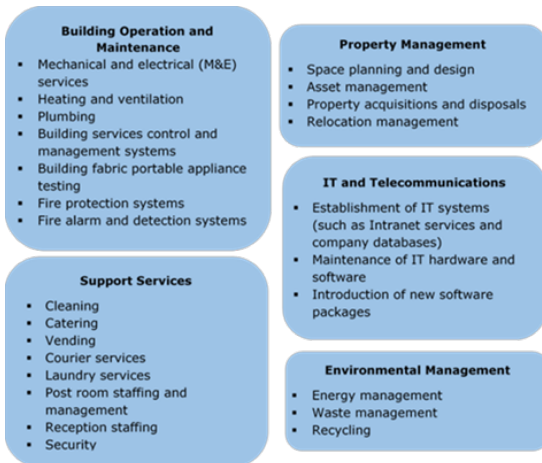 Building Operation and
Maintenance
▪ Mechanical and electrical (M&E)
services
▪ Heating and ventilation
▪ Plumbing
▪ Building services control and
management systems
▪ Building fabric portable appliance
testing
▪ Fire protection systems
▪ Fire alarm and detection systems
Support Services
▪ Cleaning
▪ Catering
▪ Vending
▪ Courier services
▪ Laundry services
▪ Post room staffing and
management
▪ Reception staffing
▪ Security
Property Management
▪ Space planning and design
▪ Asset management
▪ Property acquisitions and disposals
▪ Relocation management
IT and Telecommunications
▪ Establishment of IT systems
(such as Intranet services and
company databases)
▪ Maintenance of IT hardware and
software
▪ Introduction of new software
packages
Environmental Management
▪ Energy management
▪ Waste management
▪ Recycling